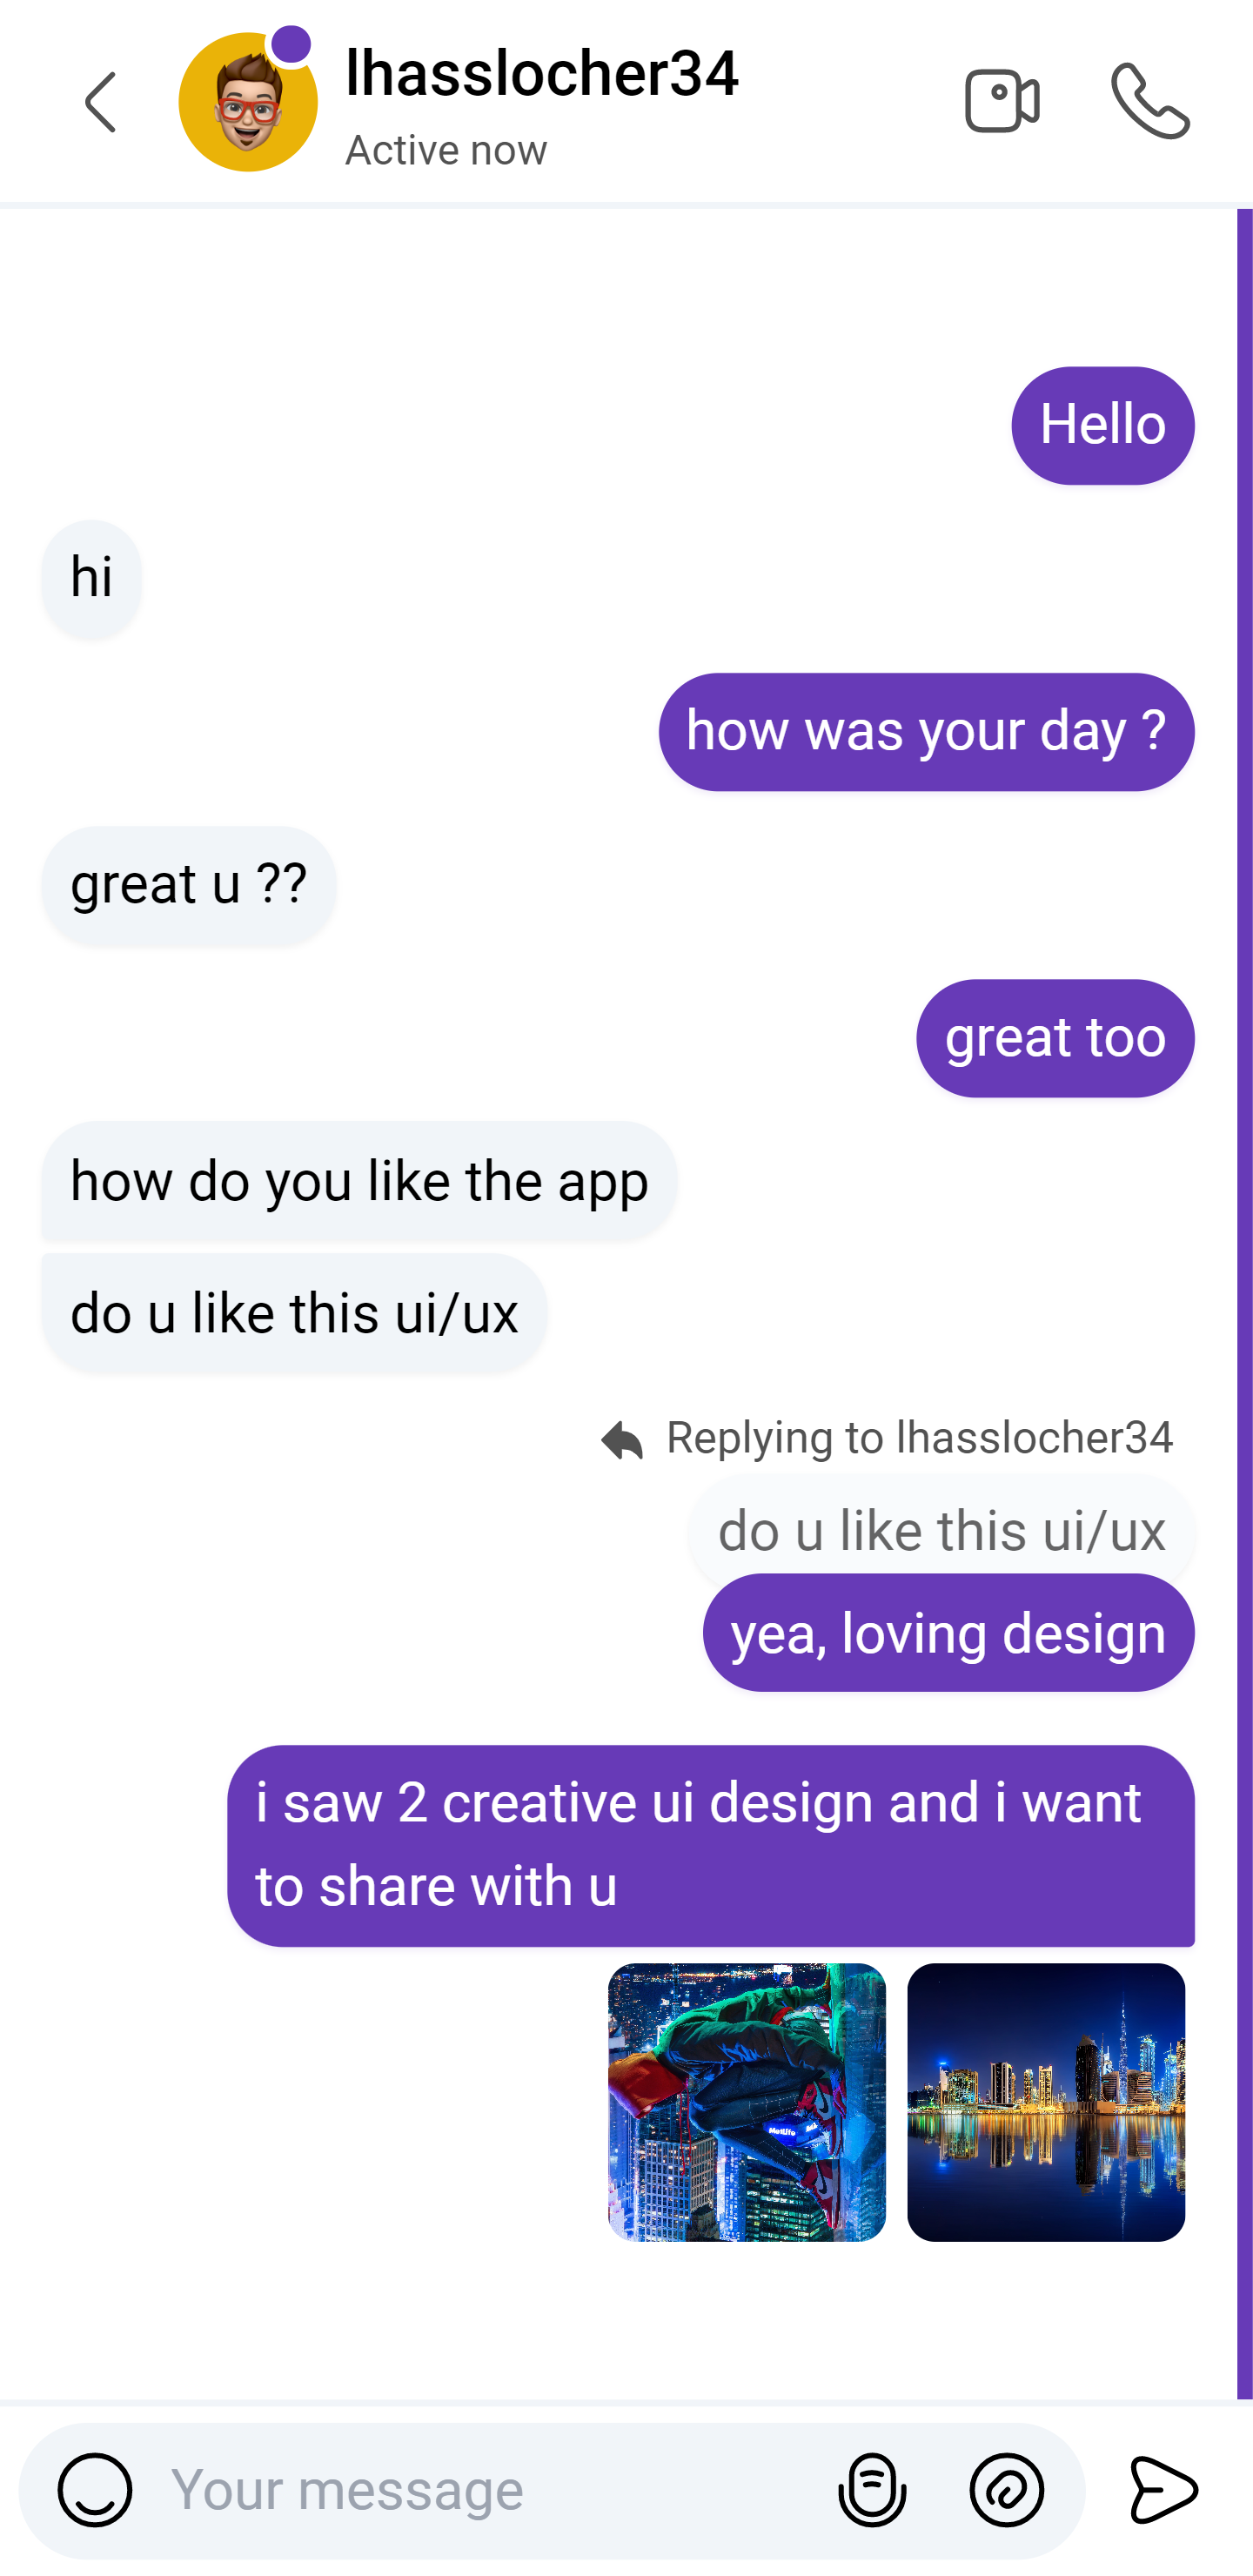 lhasslocher34
Active now
Hello
hi
how was your day ?
great u ??
great too
how do you like the app
do u like this ui/ux
Replying to lhasslocher34
do u like this ui/ux
yea, loving design
i saw 2 creative ui design and i want
to share with u
MetLife
Your message